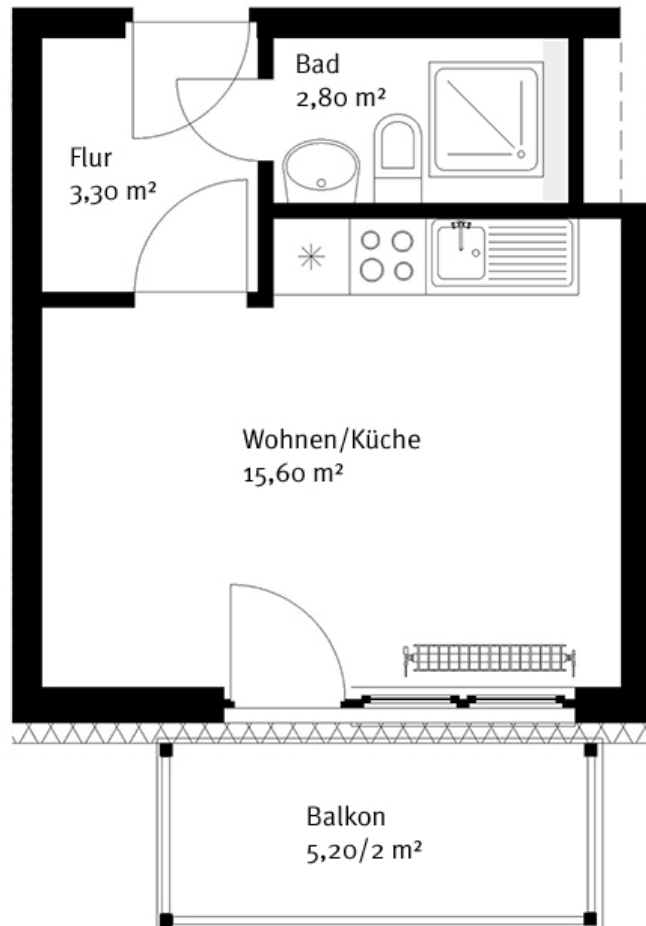 Bad
2,80 m²
Flur
3,30 m²
Wohnen/Küche
15,60 m²
Balkon
5,20/2 m²